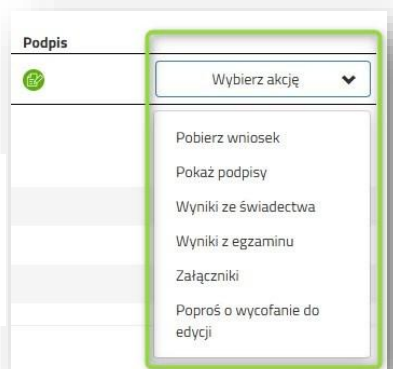 Podpis
Wybierz akcję
Pobierz wniosek
Pokaż podpisy
Wyniki ze świadectwa
Wyniki z egzaminu
Załączniki
Poproś o wycofanie do
edycji